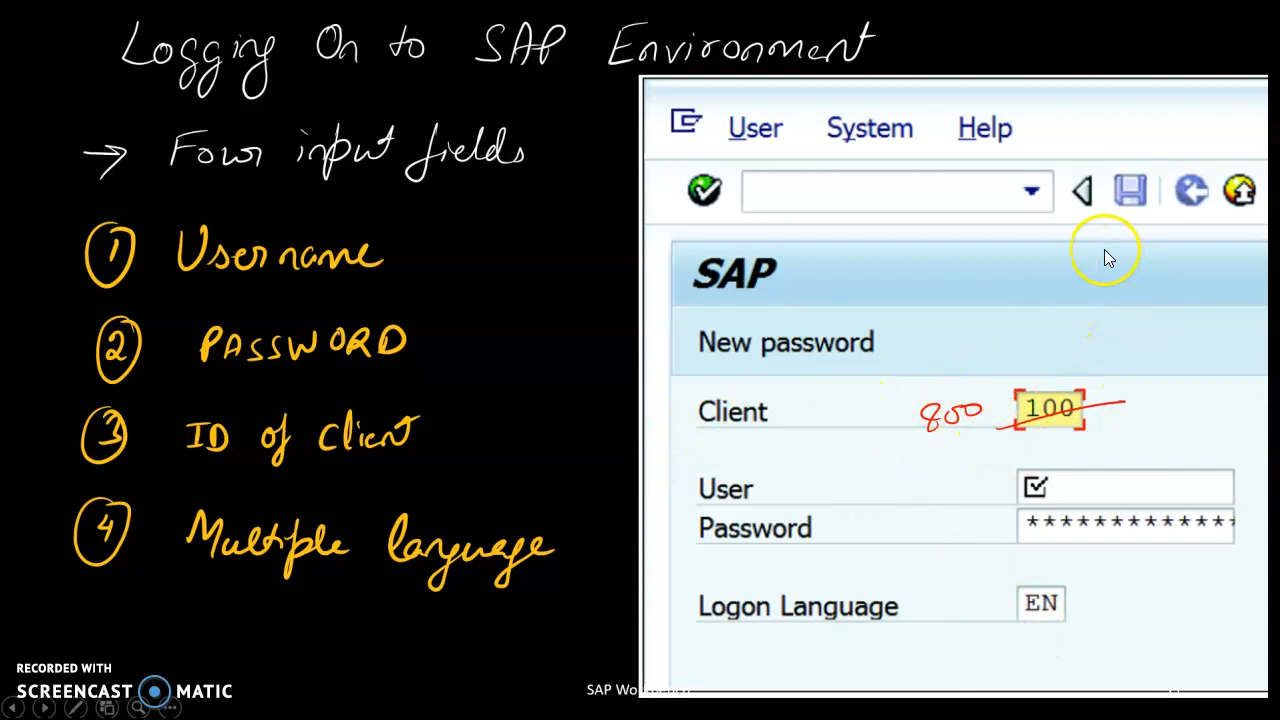 Logging On to SAP Environment
→ Four input fields
① Username
② PASSWORD
③ ID of client
④ Multiple language
User System Help
SAP
New password
Client 800 100
User
Password *************
Logon Language EN
RECORDED WITH
SCREENCAST MATIC